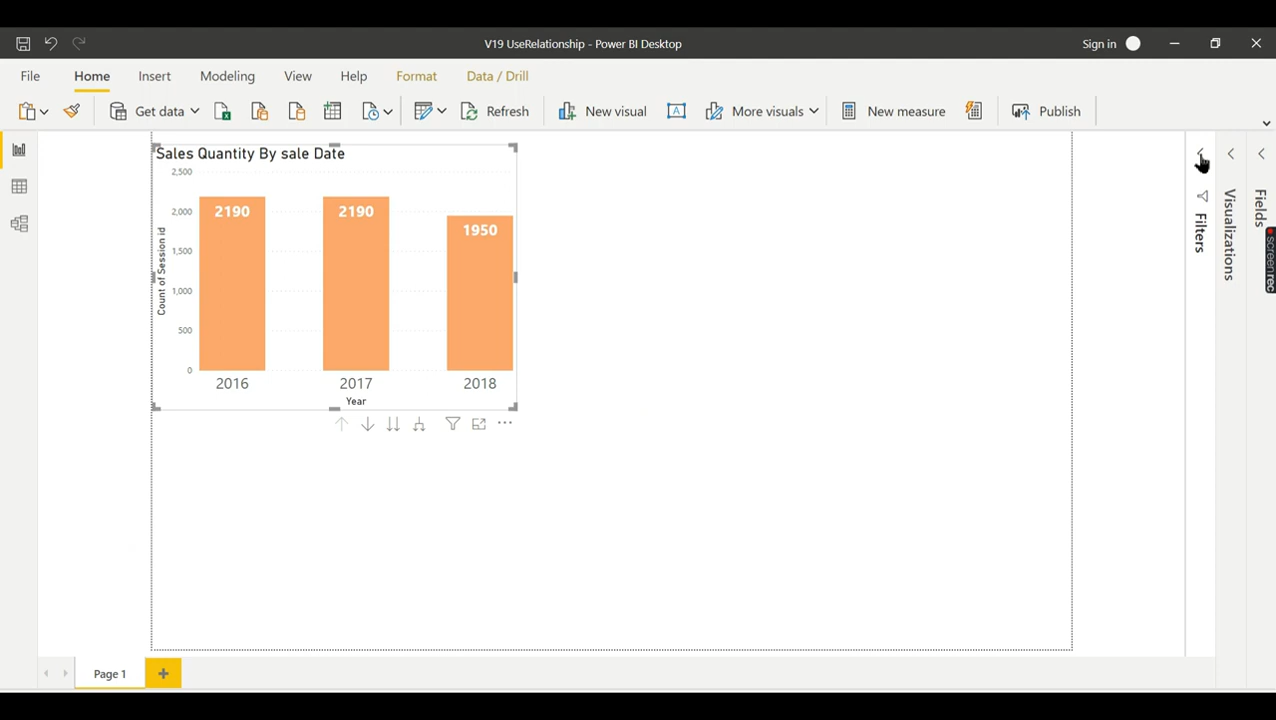 V19 UseRelationship - Power BI Desktop
Sign in
File Home Insert Modeling View Help Format Data / Drill
Get data Refresh New visual More visuals New measure Publish
Sales Quantity By sale Date
2,500
2,000
1,500
1,000
500
0
Count of Session id
2190 2190 1950
2016 2017 2018
Year
Filters
Visualizations
Fields
screenrec
Page 1